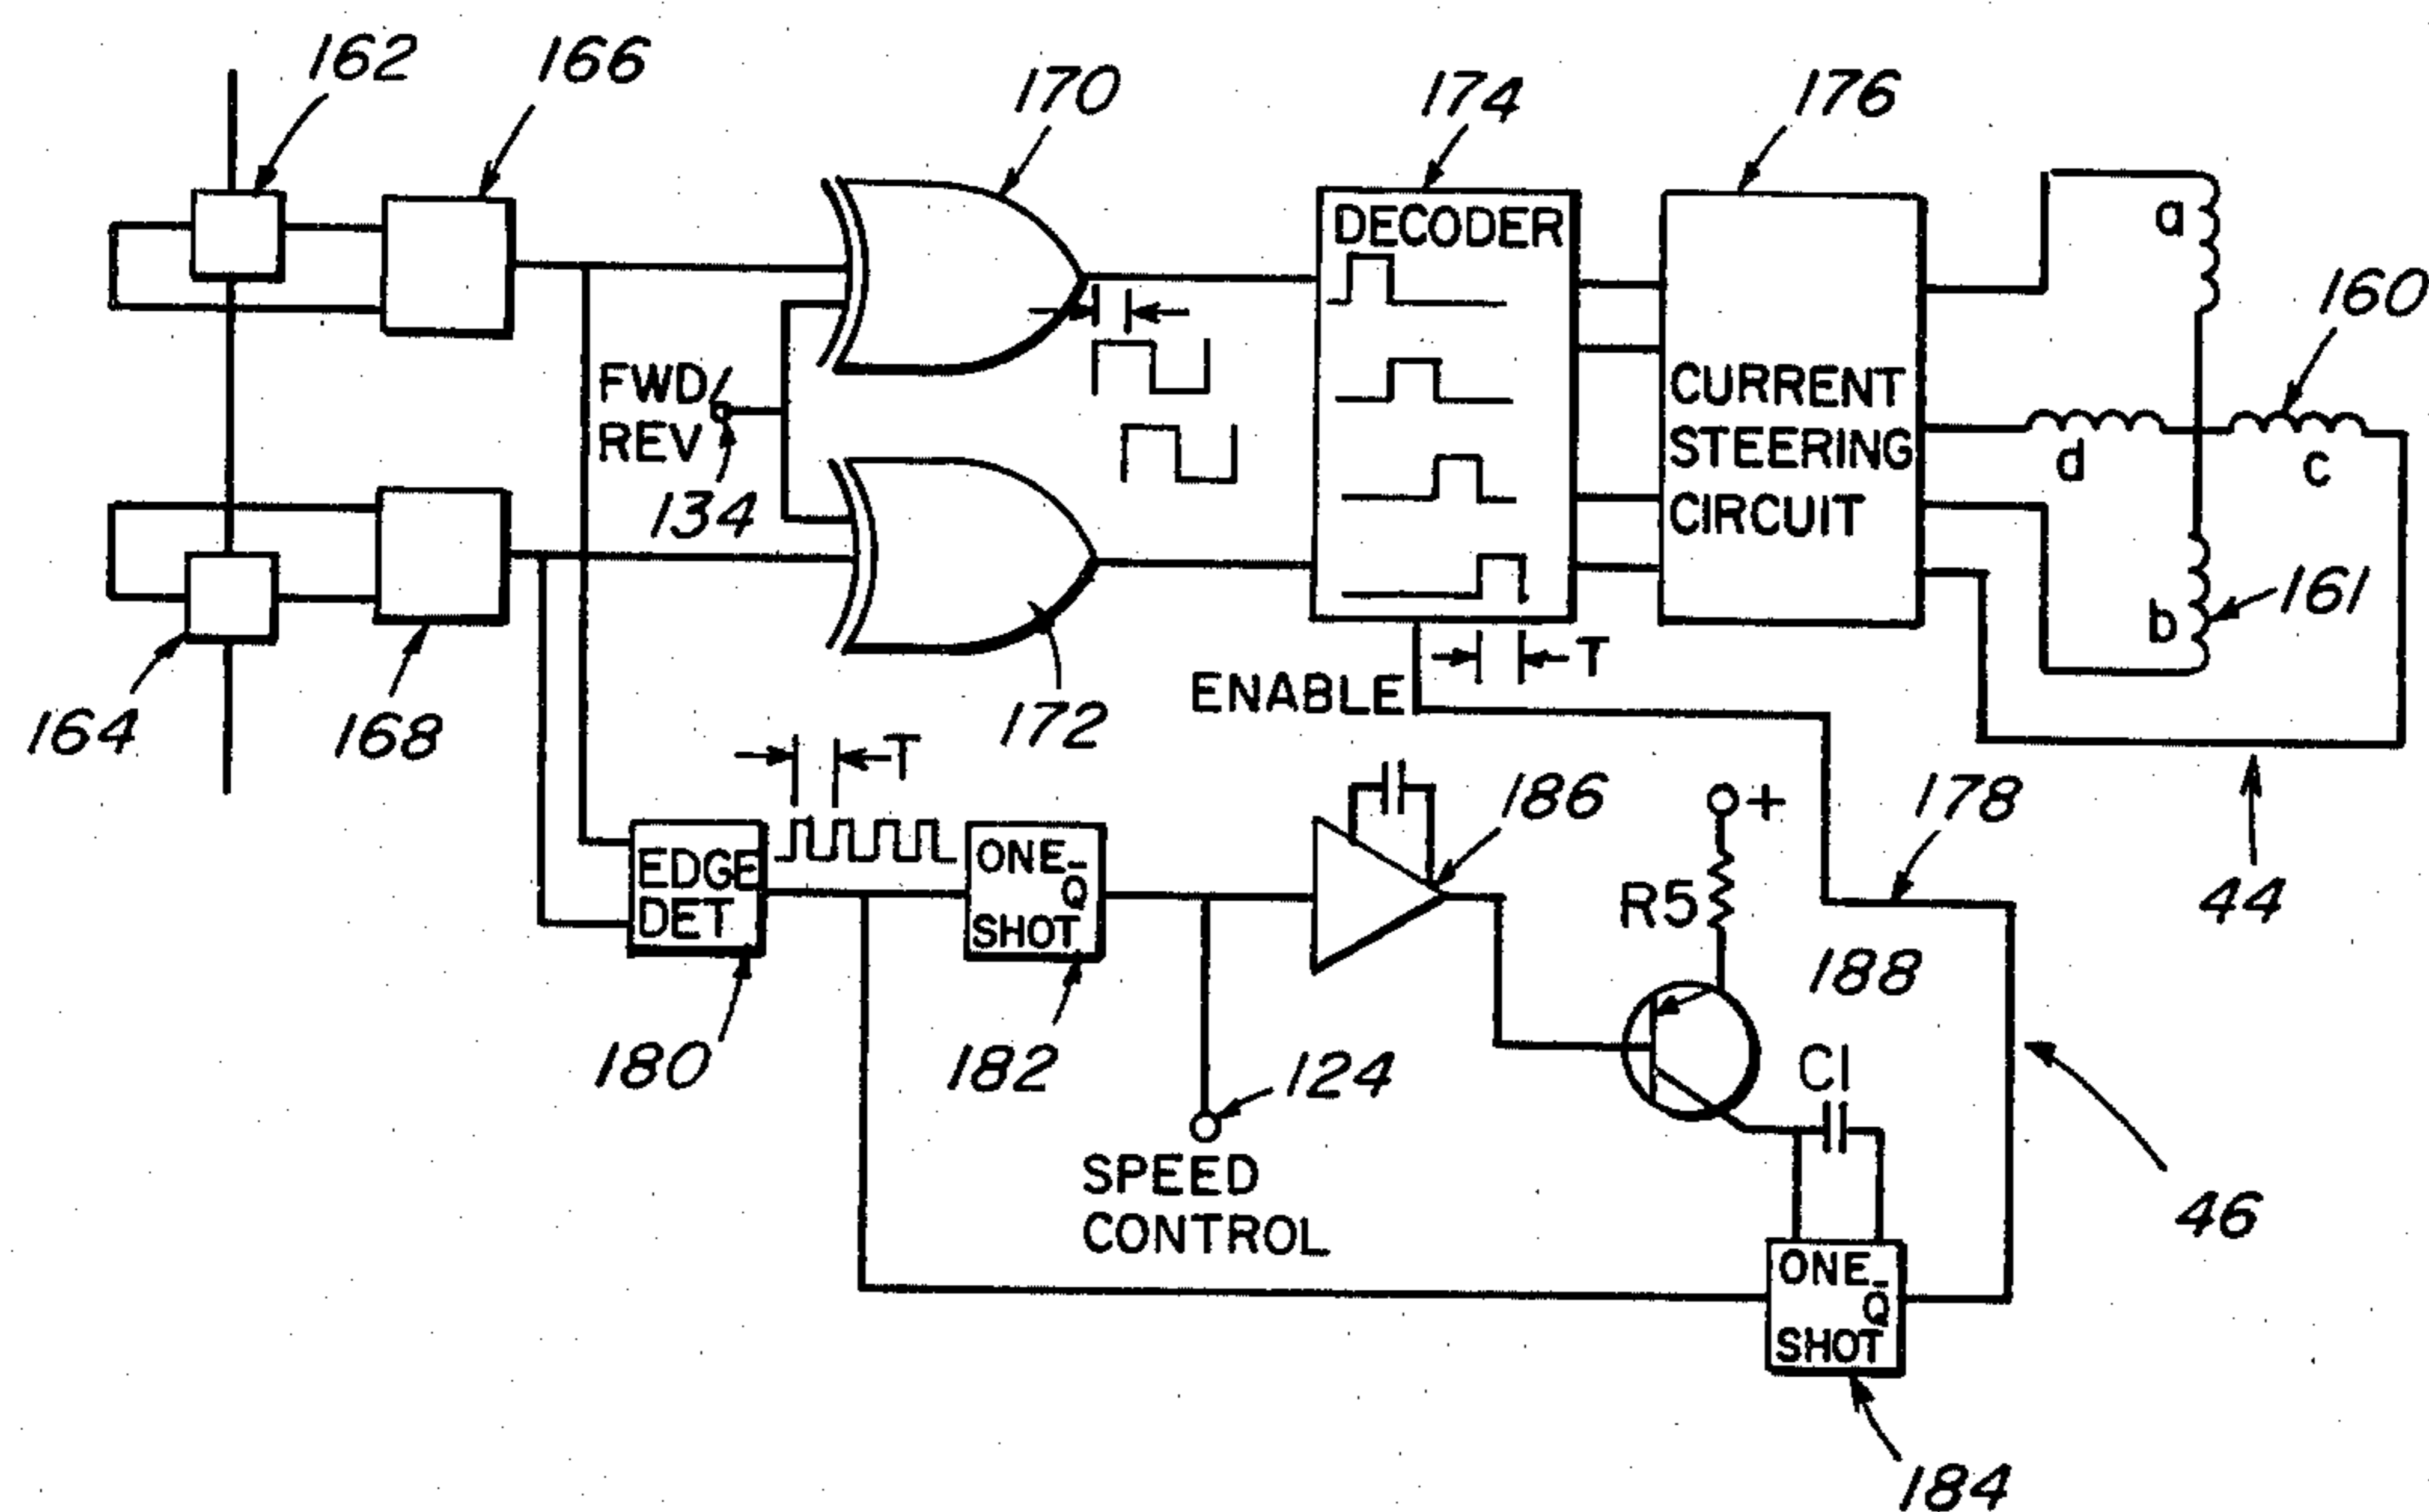 162
166
170
174
176
DECODER
a
160
FWD/
REV
134
CURRENT
STEERING
CIRCUIT
d
c
b
161
164
168
172
ENABLE
T
T
186
+
178
44
EDGE
DET
ONE
Q̄
SHOT
R5
188
180
182
124
C1
SPEED
CONTROL
46
ONE
Q̄
SHOT
184